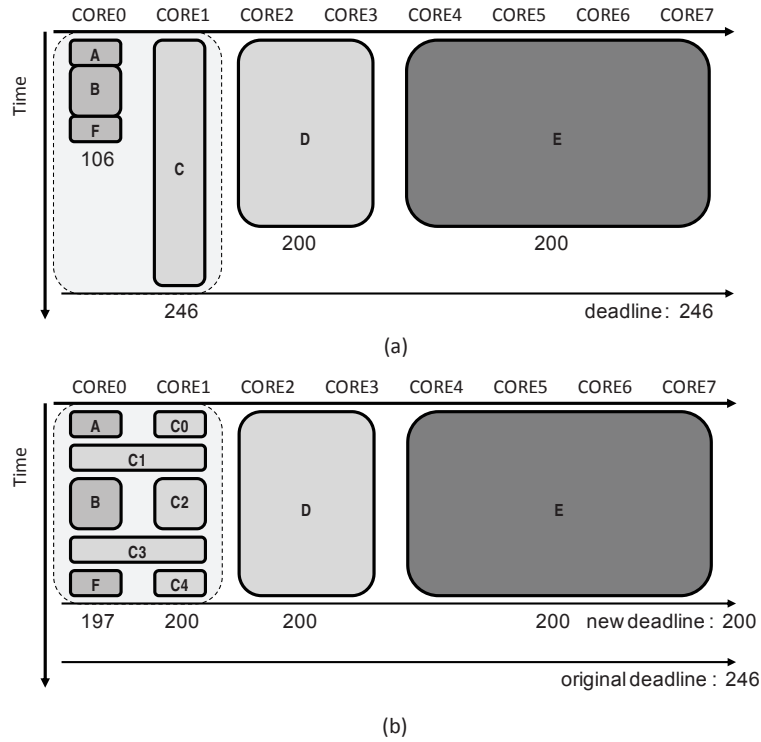 CORE0 CORE1 CORE2 CORE3 CORE4 CORE5 CORE6 CORE7
Time
A
B
F
106
C
D
E
200 200
246 deadline: 246
(a)
CORE0 CORE1 CORE2 CORE3 CORE4 CORE5 CORE6 CORE7
Time
A C0
C1
B C2 D E
C3
F C4
197 200 200 200 new deadline : 200
original deadline : 246
(b)